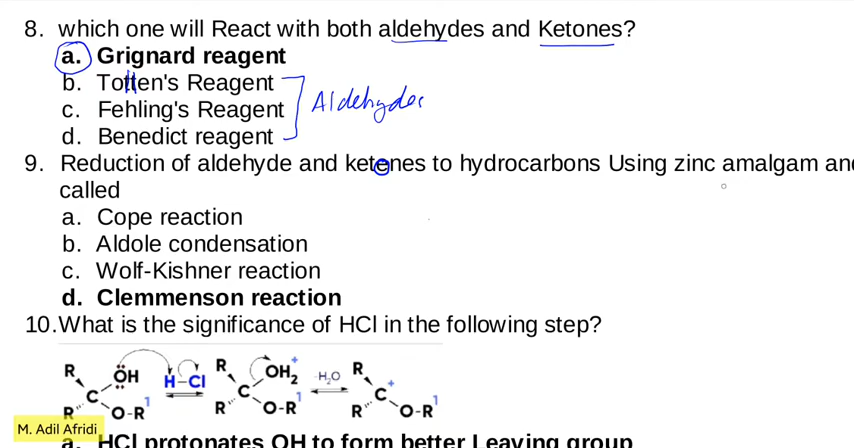 8. which one will React with both aldehydes and Ketones?
a. Grignard reagent
b. Tollen's Reagent
c. Fehling's Reagent
d. Benedict reagent
Aldehydes
9. Reduction of aldehyde and ketones to hydrocarbons Using zinc amalgam and
called
a. Cope reaction
b. Aldole condensation
c. Wolf-Kishner reaction
d. Clemmenson reaction
10. What is the significance of HCl in the following step?
R ÖH H-Cl R OH2+ -H2O R +
C C C
R'' O-R1 R'' O-R1 R'' O-R1
M. Adil Afridi
a. HCl protonates OH to form better Leaving group